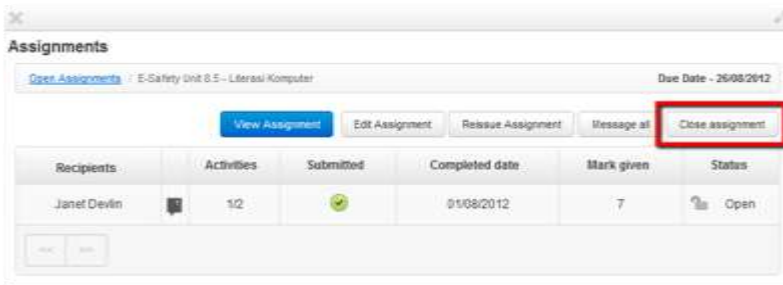 Assignments
Open Assignments / E-Safety Unit 8.5 - Literasi Komputer Due Date - 26/08/2012
View Assignment Edit Assignment Reissue Assignment Message all Close assignment
Recipients Activities Submitted Completed date Mark given Status
Janet Devlin 1/2 01/08/2012 7 Open
<< >>